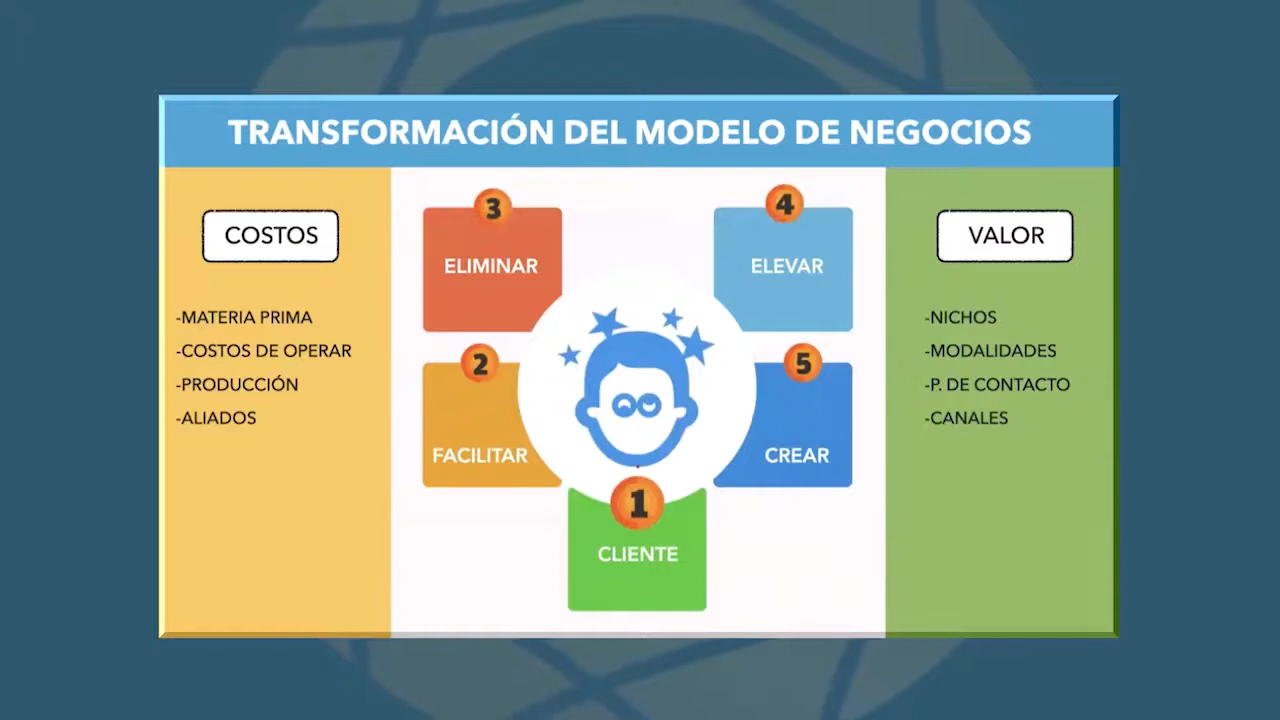 TRANSFORMACIÓN DEL MODELO DE NEGOCIOS
COSTOS
-MATERIA PRIMA
-COSTOS DE OPERAR
-PRODUCCIÓN
-ALIADOS
3
ELIMINAR
2
FACILITAR
1
CLIENTE
4
ELEVAR
5
CREAR
VALOR
-NICHOS
-MODALIDADES
-P. DE CONTACTO
-CANALES